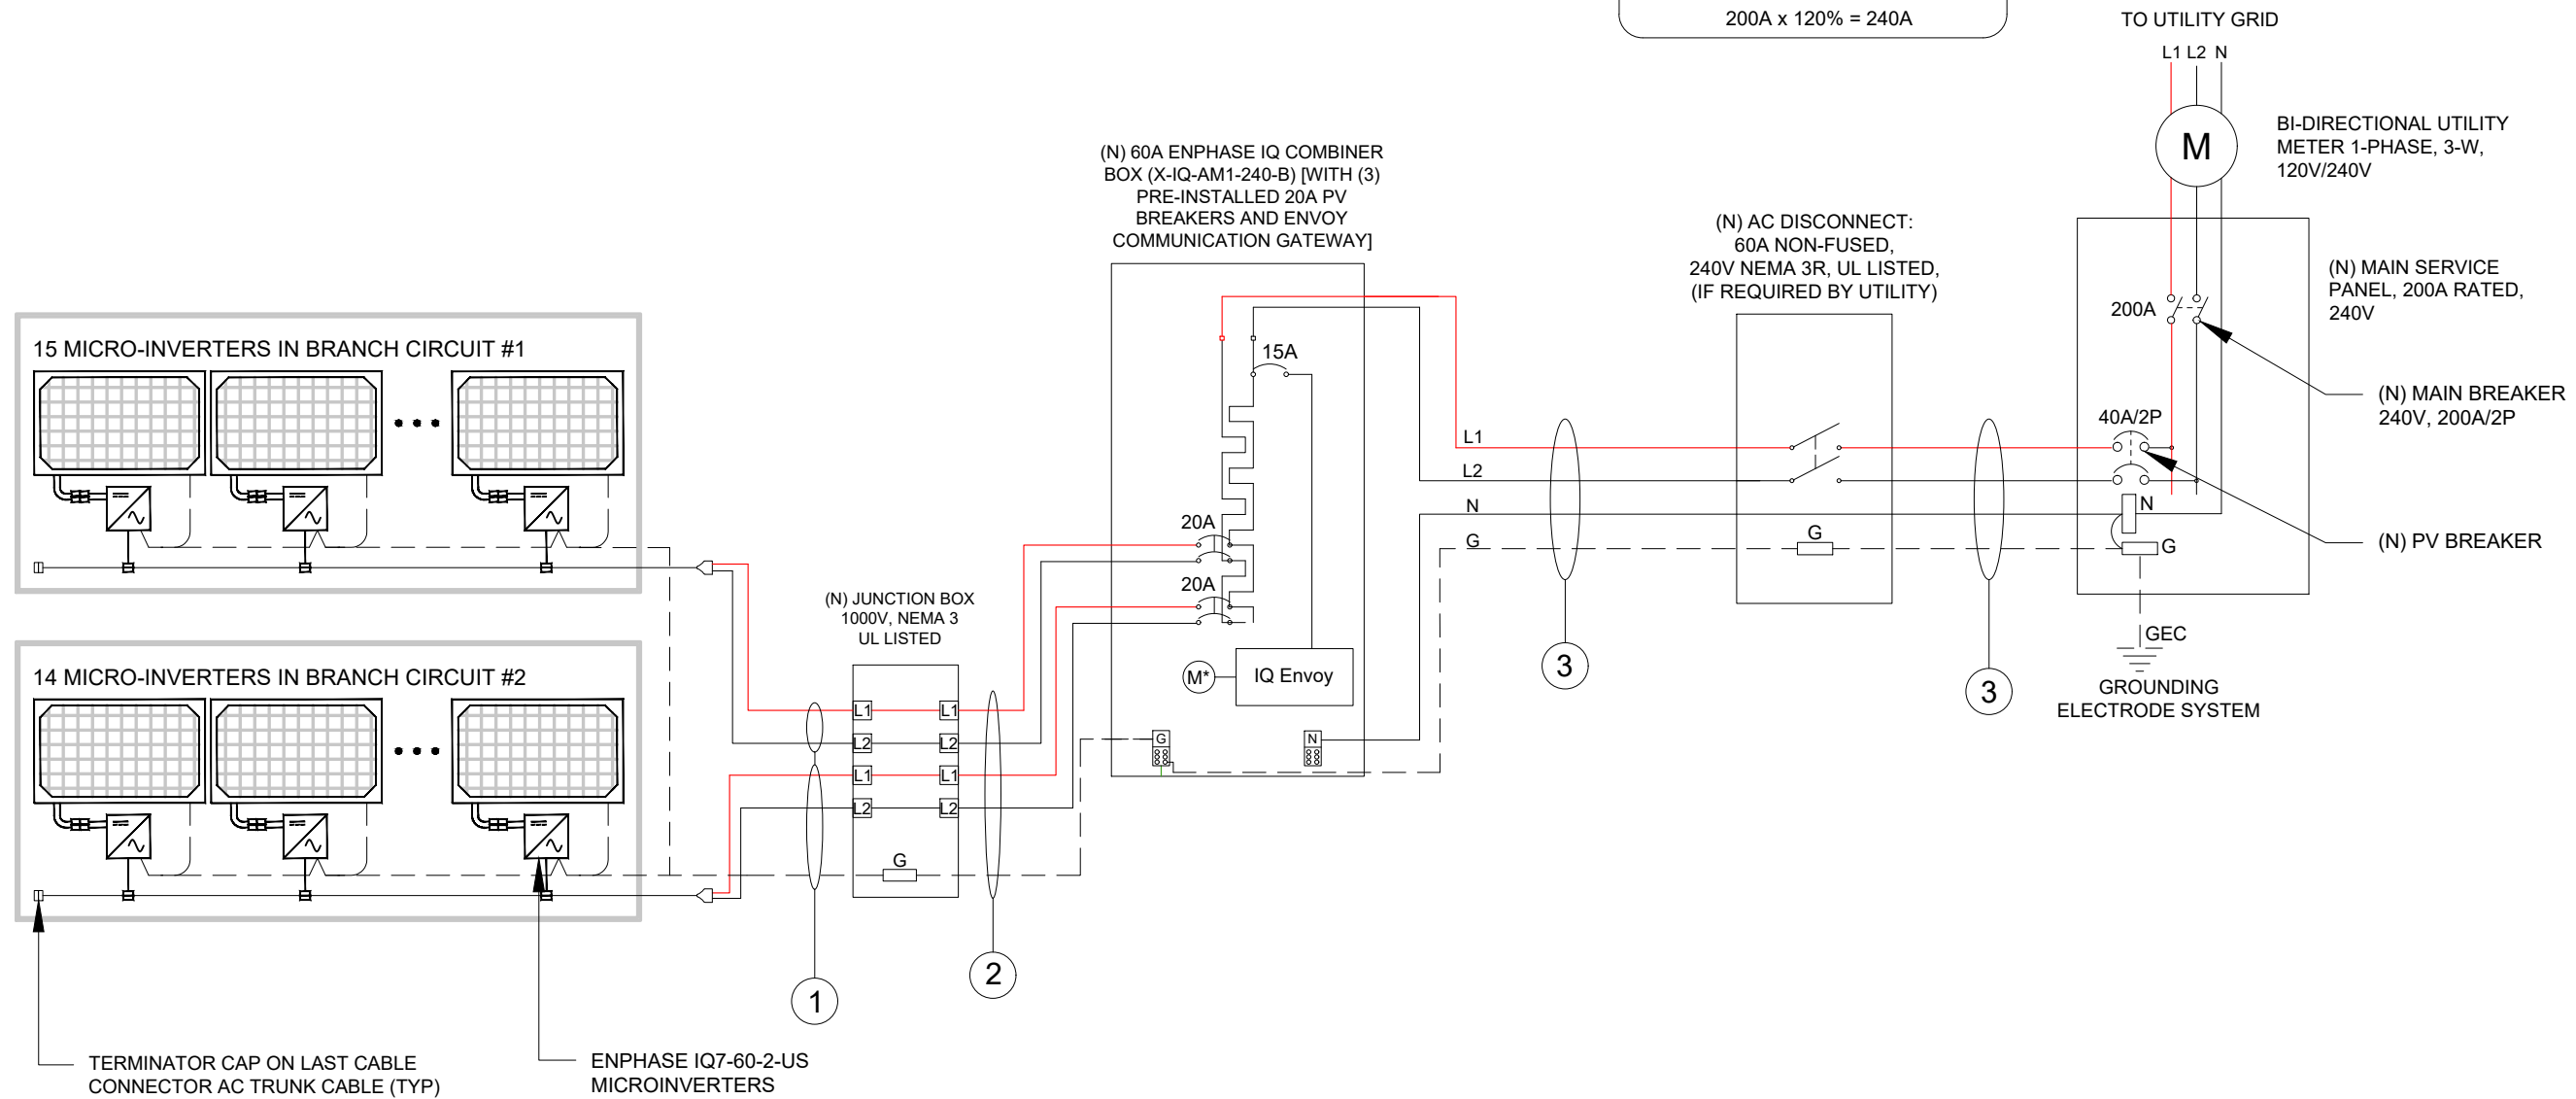 200A x 120% = 240A
TO UTILITY GRID
L1 L2 N
M
BI-DIRECTIONAL UTILITY
METER 1-PHASE, 3-W,
120V/240V
(N) 60A ENPHASE IQ COMBINER
BOX (X-IQ-AM1-240-B) [WITH (3)
PRE-INSTALLED 20A PV
BREAKERS AND ENVOY
COMMUNICATION GATEWAY]
(N) AC DISCONNECT:
60A NON-FUSED,
240V NEMA 3R, UL LISTED,
(IF REQUIRED BY UTILITY)
(N) MAIN SERVICE
PANEL, 200A RATED,
240V
200A
(N) MAIN BREAKER
240V, 200A/2P
40A/2P
(N) PV BREAKER
N
G
GEC
GROUNDING
ELECTRODE SYSTEM
15 MICRO-INVERTERS IN BRANCH CIRCUIT #1
14 MICRO-INVERTERS IN BRANCH CIRCUIT #2
(N) JUNCTION BOX
1000V, NEMA 3
UL LISTED
L1
L1
L2
L2
L1
L1
L2
L2
G
15A
20A
20A
M*
IQ Envoy
G
N
L1
L2
N
G
G
1
2
3
3
TERMINATOR CAP ON LAST CABLE
CONNECTOR AC TRUNK CABLE (TYP)
ENPHASE IQ7-60-2-US
MICROINVERTERS